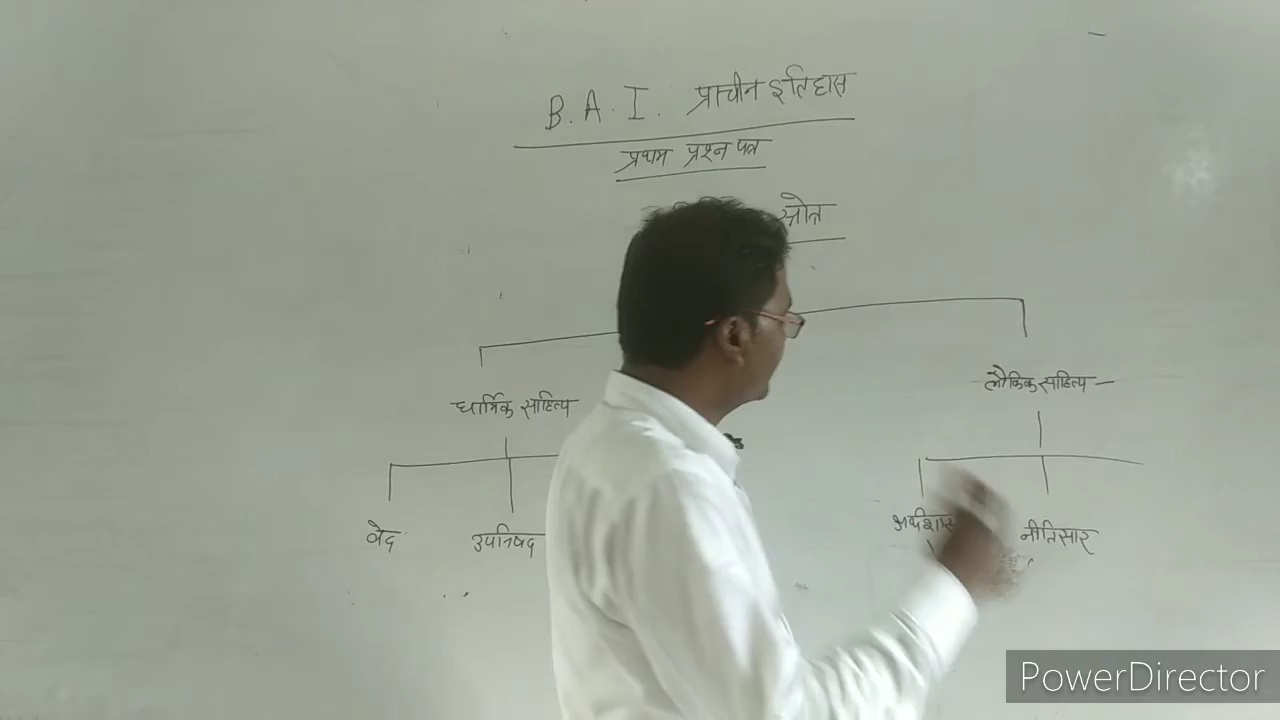 B. A. I. प्राचीन इतिहास
प्रथम प्रश्न पत्र
स्रोत
धार्मिक साहित्य
लौकिक साहित्य –
वेद
उपनिषद
नीतिसार
PowerDirector